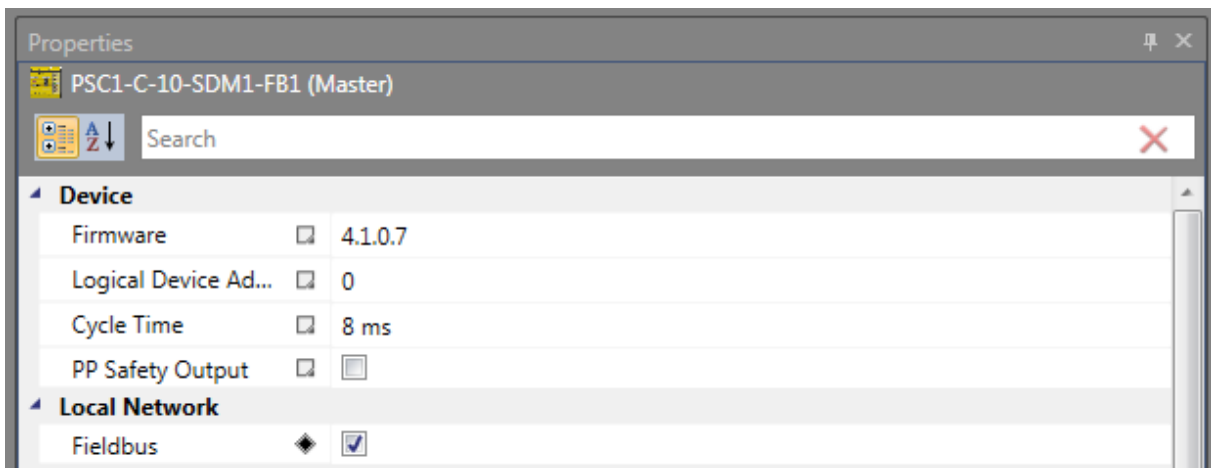 Properties
PSC1-C-10-SDM1-FB1 (Master)
A Z Search
Device
Firmware 4.1.0.7
Logical Device Ad... 0
Cycle Time 8 ms
PP Safety Output
Local Network
Fieldbus